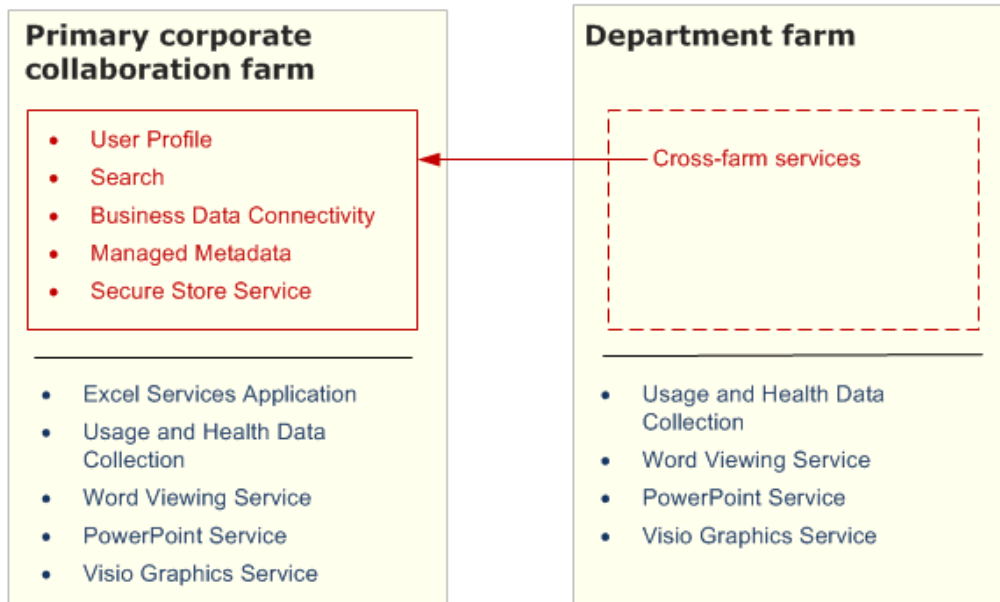 Primary corporate
collaboration farm
• User Profile
• Search
• Business Data Connectivity
• Managed Metadata
• Secure Store Service
• Excel Services Application
• Usage and Health Data
Collection
• Word Viewing Service
• PowerPoint Service
• Visio Graphics Service
Department farm
Cross-farm services
• Usage and Health Data
Collection
• Word Viewing Service
• PowerPoint Service
• Visio Graphics Service